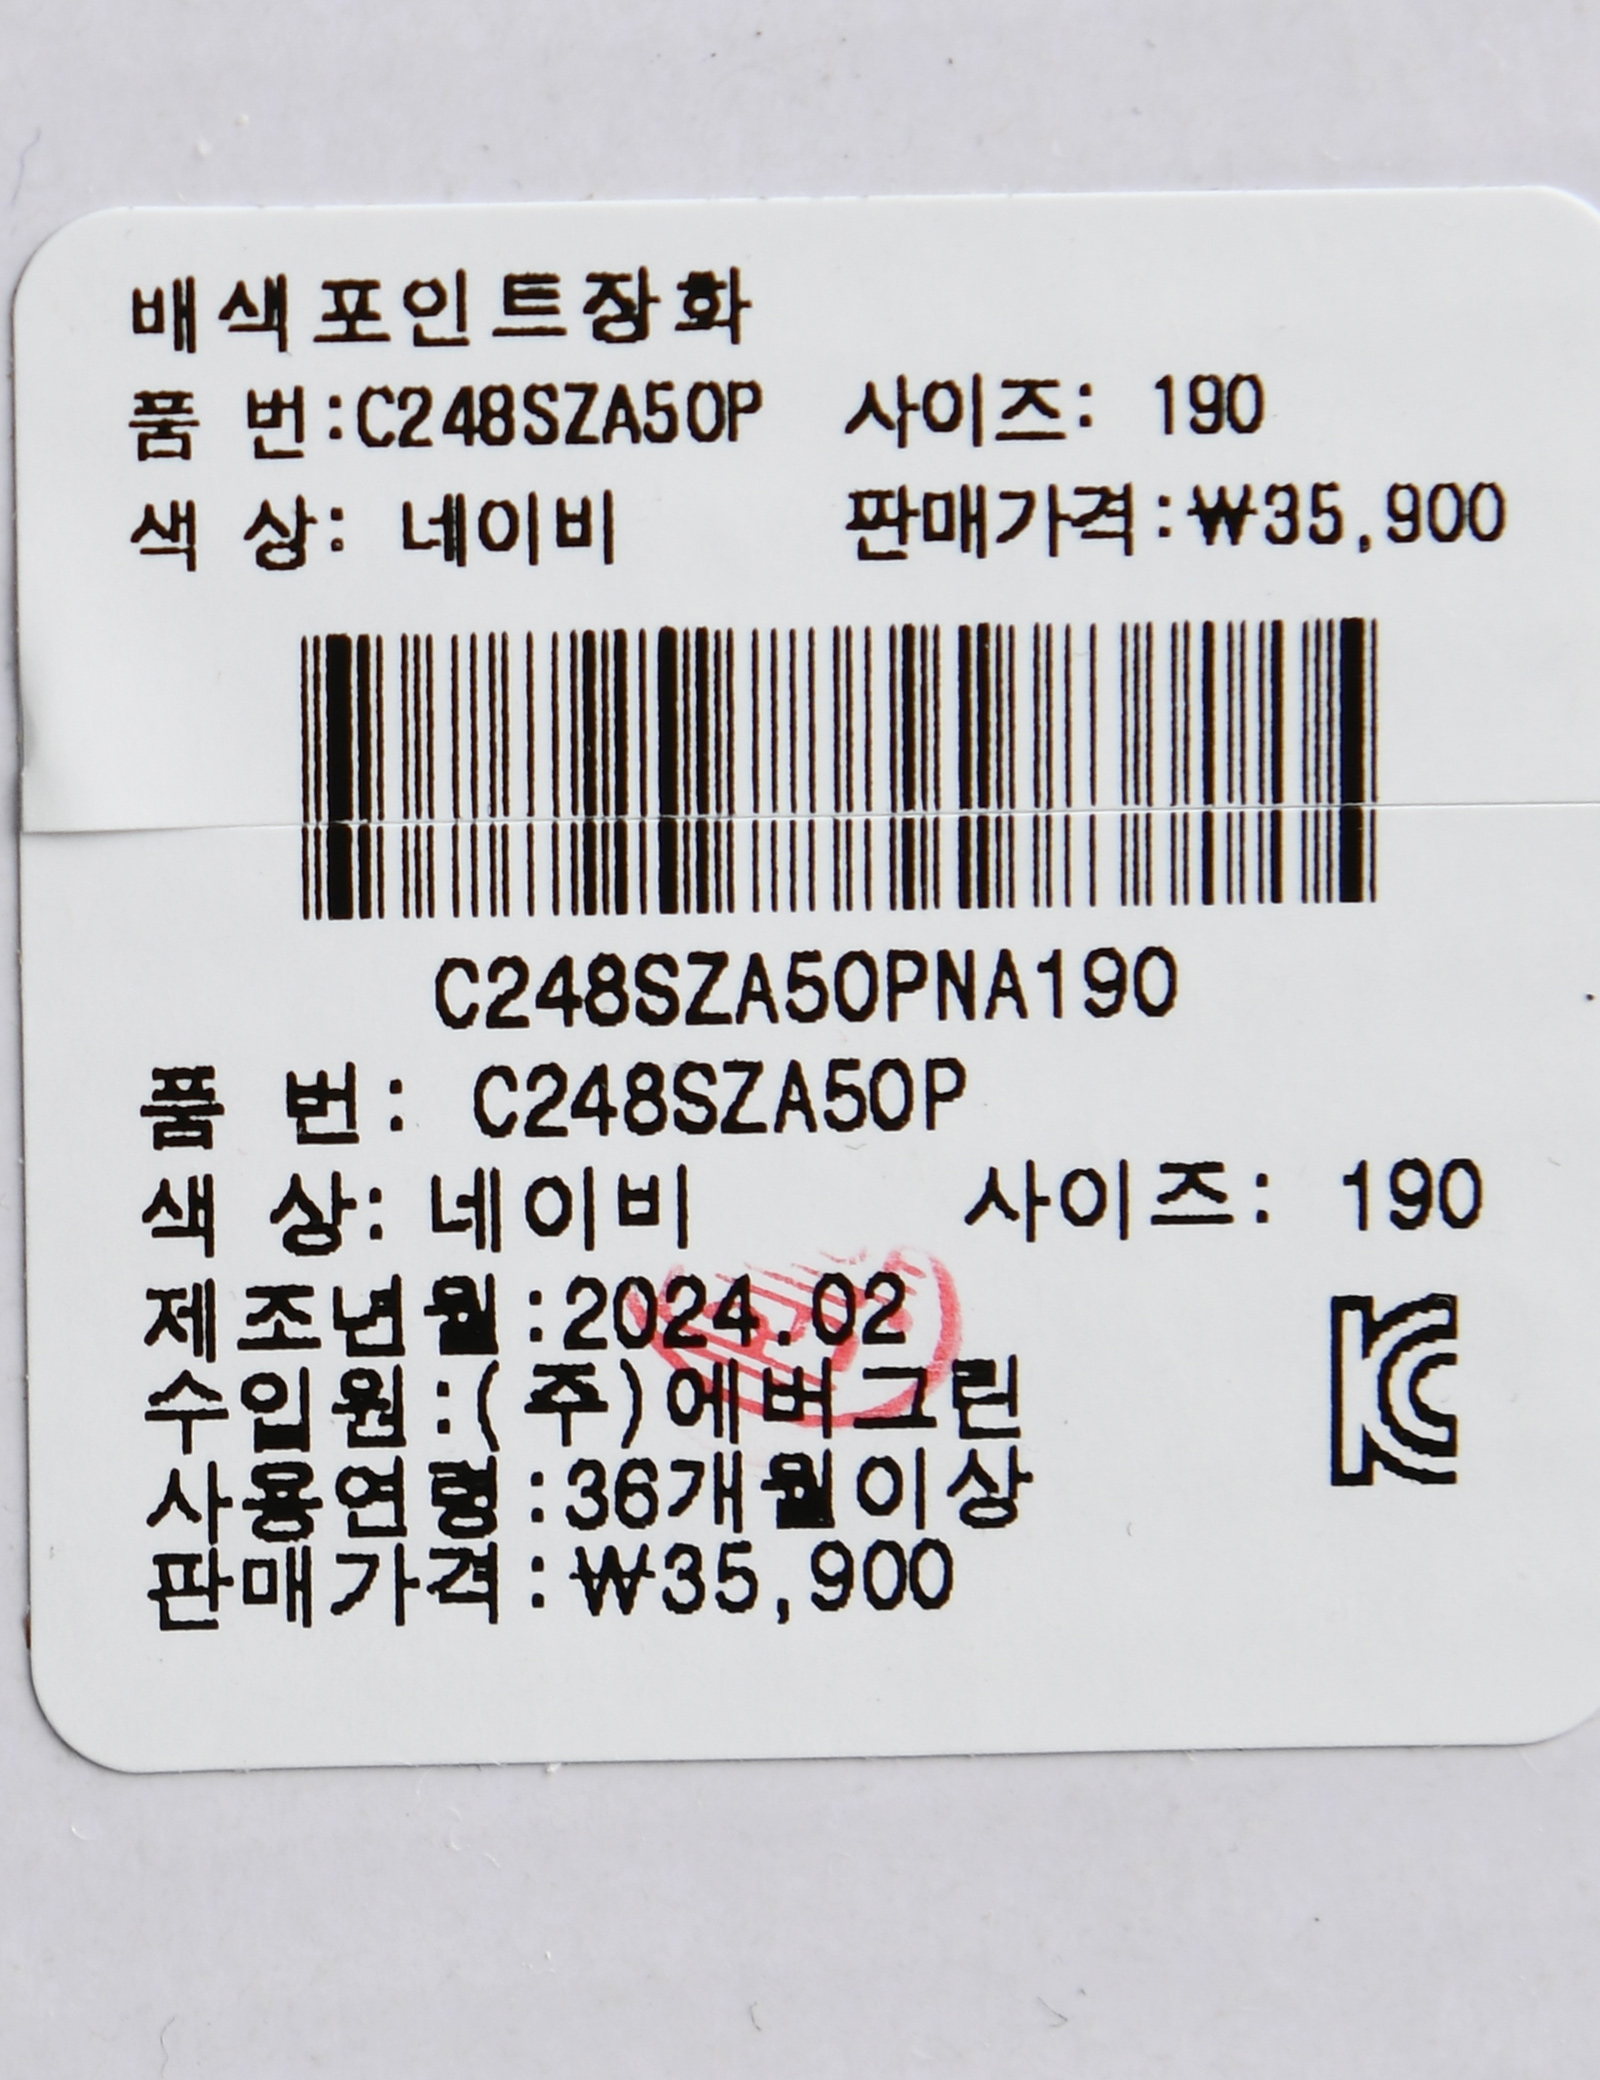 배색포인트장화
품 번:C248SZA50P 사이즈: 190
색 상: 네이비 판매가격:₩35,900
C248SZA50PNA190
품 번: C248SZA50P
색 상: 네이비 사이즈: 190
제조년월:2024.02
수입원:(주)에버그린
사용연령:36개월이상
판매가격:₩35,900
KC